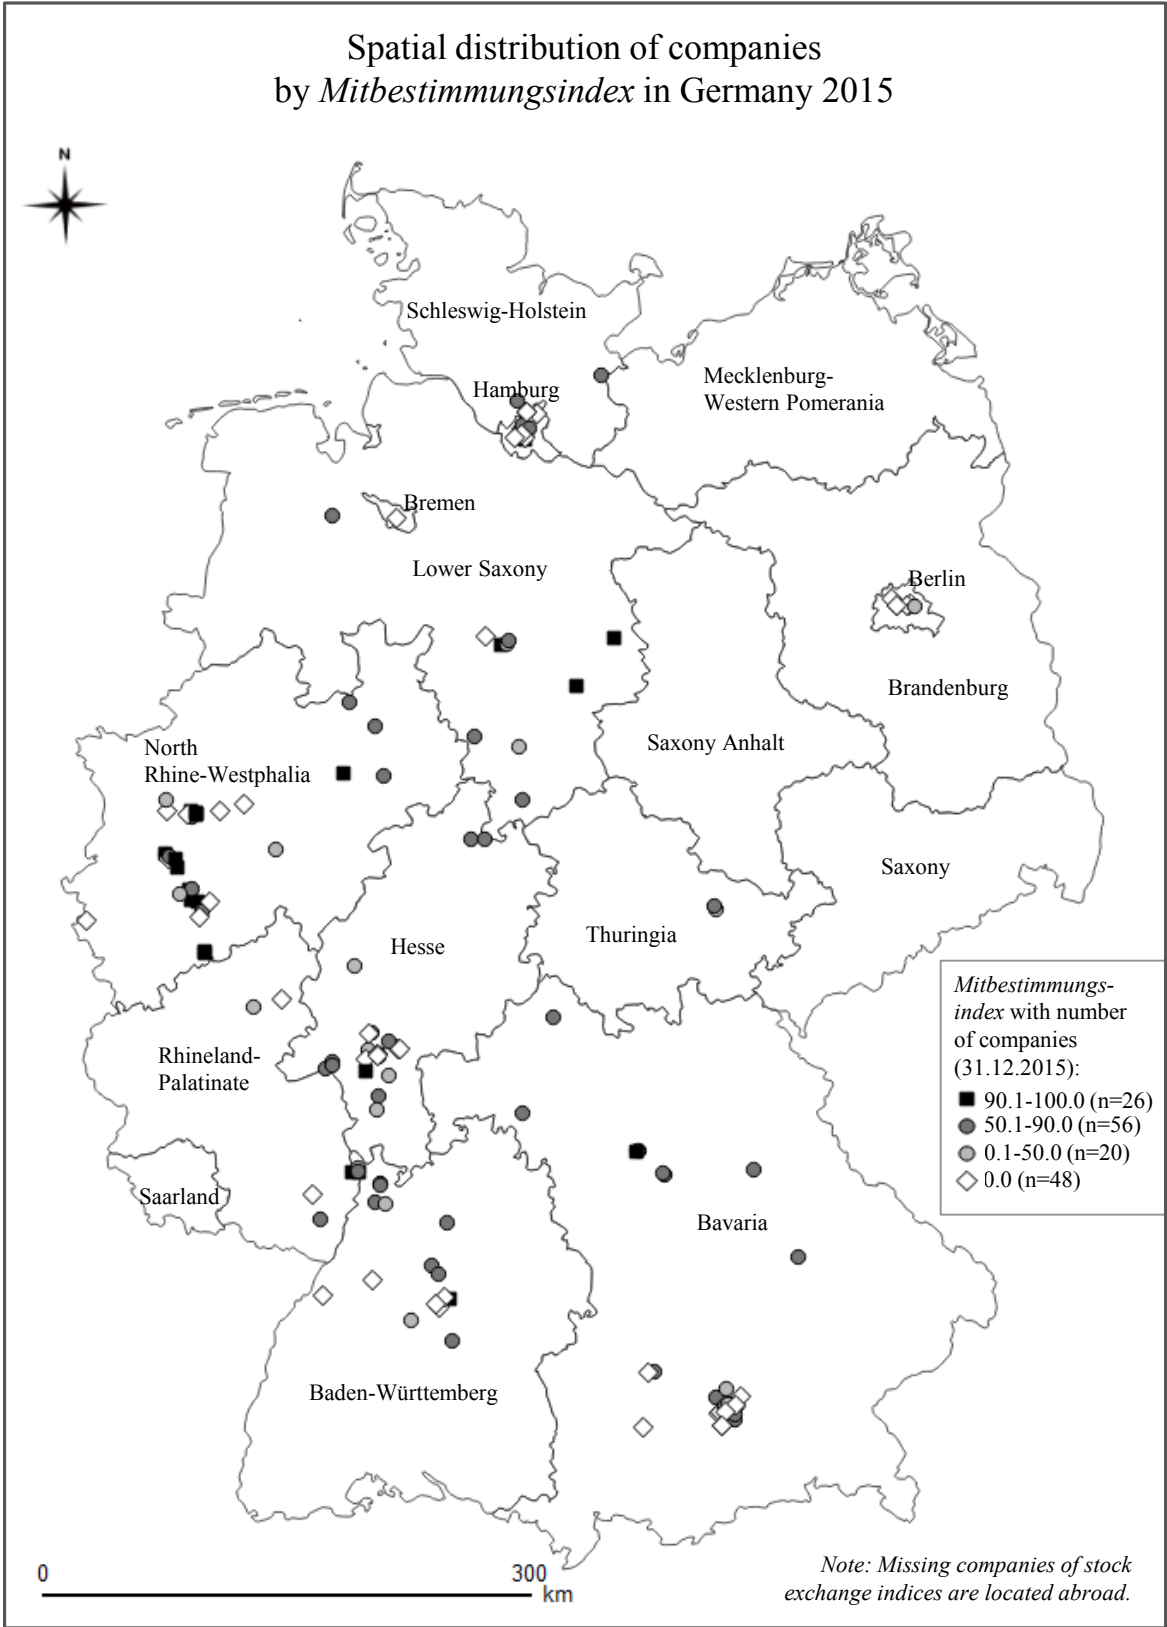 Spatial distribution of companies
by Mitbestimmungsindex in Germany 2015
N
Schleswig-Holstein
Hamburg
Mecklenburg-
Western Pomerania
Bremen
Lower Saxony
Berlin
Brandenburg
North
Rhine-Westphalia
Saxony Anhalt
Saxony
Hesse
Thuringia
Rhineland-
Palatinate
Saarland
Bavaria
Baden-Württemberg
Mitbestimmungs-
index with number
of companies
(31.12.2015):
90.1-100.0 (n=26)
50.1-90.0 (n=56)
0.1-50.0 (n=20)
0.0 (n=48)
0 300
km
Note: Missing companies of stock
exchange indices are located abroad.